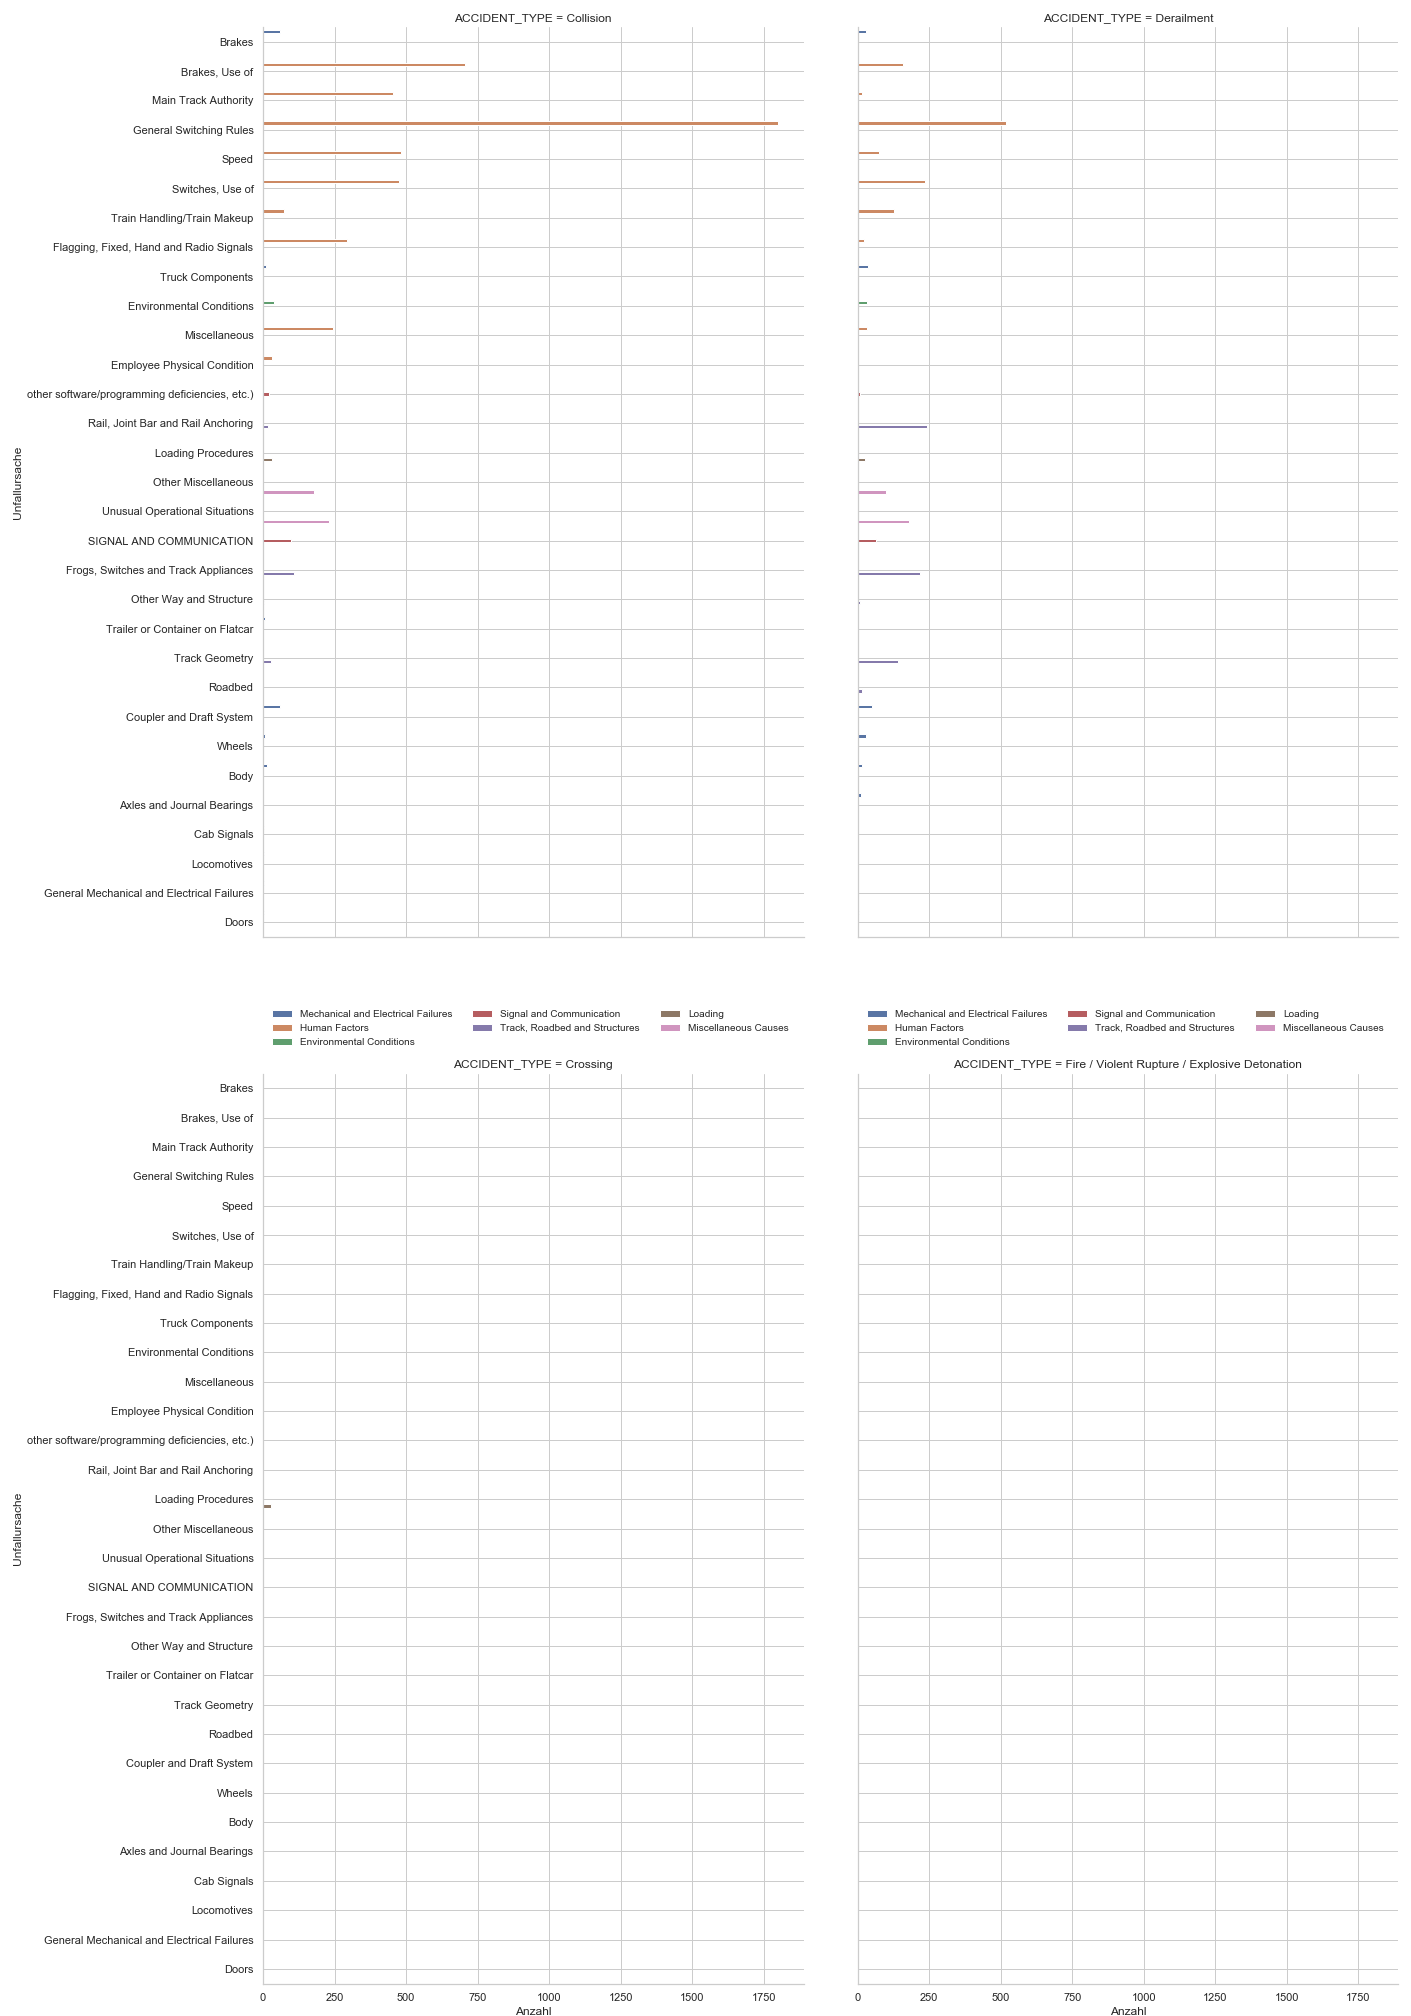 ACCIDENT_TYPE = Collision
ACCIDENT_TYPE = Derailment
Brakes
Brakes, Use of
Main Track Authority
General Switching Rules
Speed
Switches, Use of
Train Handling/Train Makeup
Flagging, Fixed, Hand and Radio Signals
Truck Components
Environmental Conditions
Miscellaneous
Employee Physical Condition
other software/programming deficiencies, etc.)
Rail, Joint Bar and Rail Anchoring
Loading Procedures
Other Miscellaneous
Unusual Operational Situations
SIGNAL AND COMMUNICATION
Frogs, Switches and Track Appliances
Other Way and Structure
Trailer or Container on Flatcar
Track Geometry
Roadbed
Coupler and Draft System
Wheels
Body
Axles and Journal Bearings
Cab Signals
Locomotives
General Mechanical and Electrical Failures
Doors
Unfallursache
0 250 500 750 1000 1250 1500 1750
0 250 500 750 1000 1250 1500 1750
Mechanical and Electrical Failures
Human Factors
Environmental Conditions
Signal and Communication
Track, Roadbed and Structures
Loading
Miscellaneous Causes
Mechanical and Electrical Failures
Human Factors
Environmental Conditions
Signal and Communication
Track, Roadbed and Structures
Loading
Miscellaneous Causes
ACCIDENT_TYPE = Crossing
ACCIDENT_TYPE = Fire / Violent Rupture / Explosive Detonation
Brakes
Brakes, Use of
Main Track Authority
General Switching Rules
Speed
Switches, Use of
Train Handling/Train Makeup
Flagging, Fixed, Hand and Radio Signals
Truck Components
Environmental Conditions
Miscellaneous
Employee Physical Condition
other software/programming deficiencies, etc.)
Rail, Joint Bar and Rail Anchoring
Loading Procedures
Other Miscellaneous
Unusual Operational Situations
SIGNAL AND COMMUNICATION
Frogs, Switches and Track Appliances
Other Way and Structure
Trailer or Container on Flatcar
Track Geometry
Roadbed
Coupler and Draft System
Wheels
Body
Axles and Journal Bearings
Cab Signals
Locomotives
General Mechanical and Electrical Failures
Doors
Unfallursache
Anzahl
Anzahl